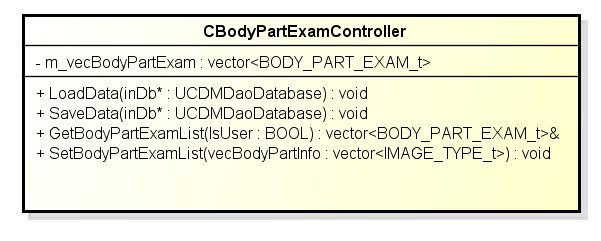 CBodyPartExamController
- m_vecBodyPartExam : vector<BODY_PART_EXAM_t>
+ LoadData(inDb* : UCDMDaoDatabase) : void
+ SaveData(inDb* : UCDMDaoDatabase) : void
+ GetBodyPartExamList(IsUser : BOOL) : vector<BODY_PART_EXAM_t>&
+ SetBodyPartExamList(vecBodyPartInfo : vector<IMAGE_TYPE_t>) : void